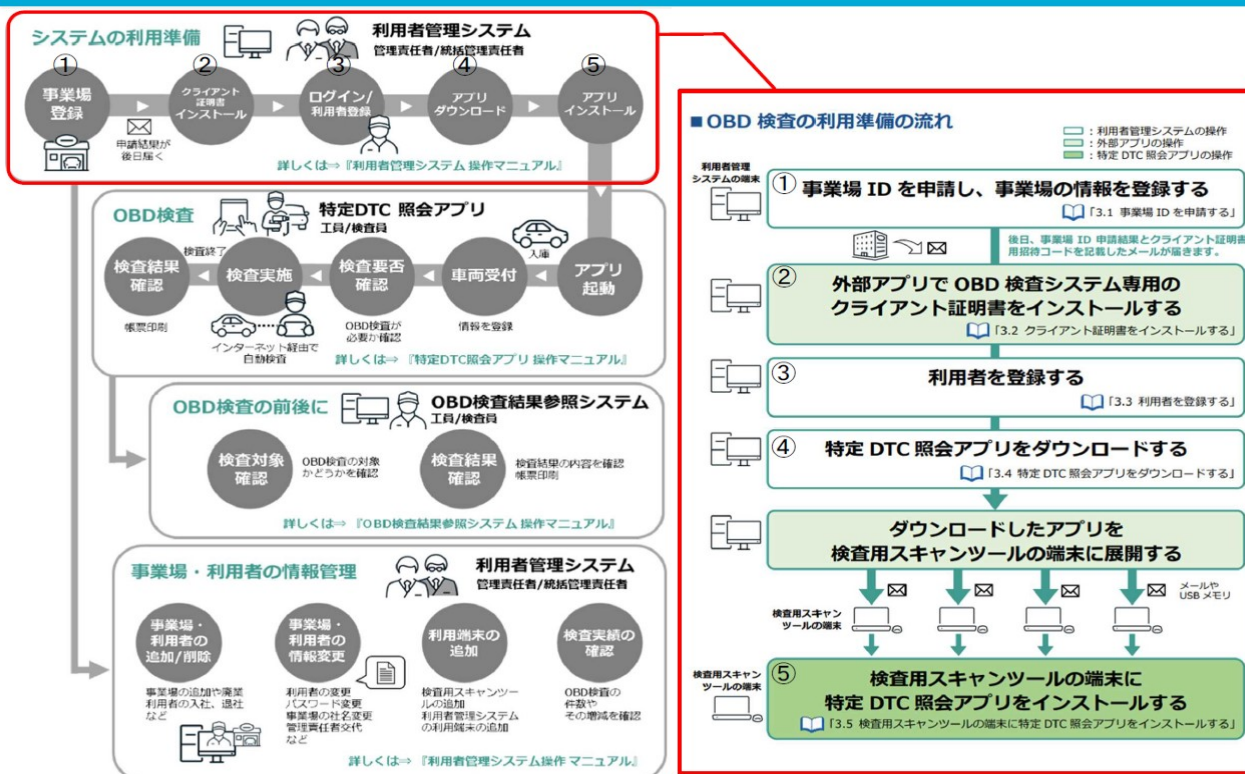 システムの利用準備
利用者管理システム
管理責任者/統括管理責任者
①
事業場
登録
申請結果が
後日届く
②
クライアント
証明書
インストール
③
ログイン/
利用者登録
④
アプリ
ダウンロード
⑤
アプリ
インストール
詳しくは⇒『利用者管理システム 操作マニュアル』
OBD検査
特定DTC 照会アプリ
工員/検査員
入庫
アプリ
起動
車両受付
情報を登録
検査要否
確認
OBD検査が
必要か確認
検査実施
インターネット経由で
自動検査
検査終了
検査結果
確認
帳票印刷
詳しくは⇒ 『特定DTC照会アプリ 操作マニュアル』
OBD検査の前後に
OBD検査結果参照システム
工員/検査員
検査対象
確認
OBD検査の対象
かどうかを確認
検査結果
確認
検査結果の内容を確認
帳票印刷
詳しくは⇒ 『OBD検査結果参照システム 操作マニュアル』
事業場・利用者の情報管理
利用者管理システム
管理責任者/統括管理責任者
事業場・
利用者の
追加/削除
事業場の追加や廃業
利用者の入社、退社
など
事業場・
利用者の
情報変更
利用者の変更
パスワード変更
事業場の社名変更
管理責任者交代
など
利用端末の
追加
検査用スキャンツー
ルの追加
利用者管理システム
の利用端末の追加
検査実績の
確認
OBD検査の
件数や
その増減を確認
詳しくは⇒ 『利用者管理システム操作マニュアル』
■OBD 検査の利用準備の流れ
：利用者管理システムの操作
：外部アプリの操作
：特定 DTC 照会アプリの操作
利用者管理
システムの端末
① 事業場 ID を申請し、事業場の情報を登録する
「3.1 事業場 ID を申請する」
後日、事業場 ID 申請結果とクライアント証明書
用招待コードを記載したメールが届きます。
② 外部アプリで OBD 検査システム専用の
クライアント証明書をインストールする
「3.2 クライアント証明書をインストールする」
③ 利用者を登録する
「3.3 利用者を登録する」
④ 特定 DTC 照会アプリをダウンロードする
「3.4 特定 DTC 照会アプリをダウンロードする」
ダウンロードしたアプリを
検査用スキャンツールの端末に展開する
メールや
USB メモリ
検査用スキャン
ツールの端末
検査用スキャン
ツールの端末
⑤ 検査用スキャンツールの端末に
特定 DTC 照会アプリをインストールする
「3.5 検査用スキャンツールの端末に特定 DTC 照会アプリをインストールする」